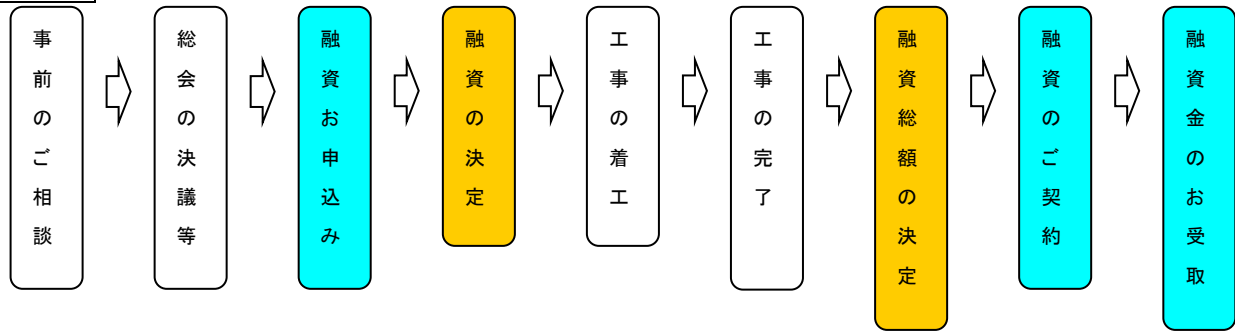 事前のご相談
総会の決議等
融資お申込み
融資の決定
工事の着工
工事の完了
融資総額の決定
融資のご契約
融資金のお受取